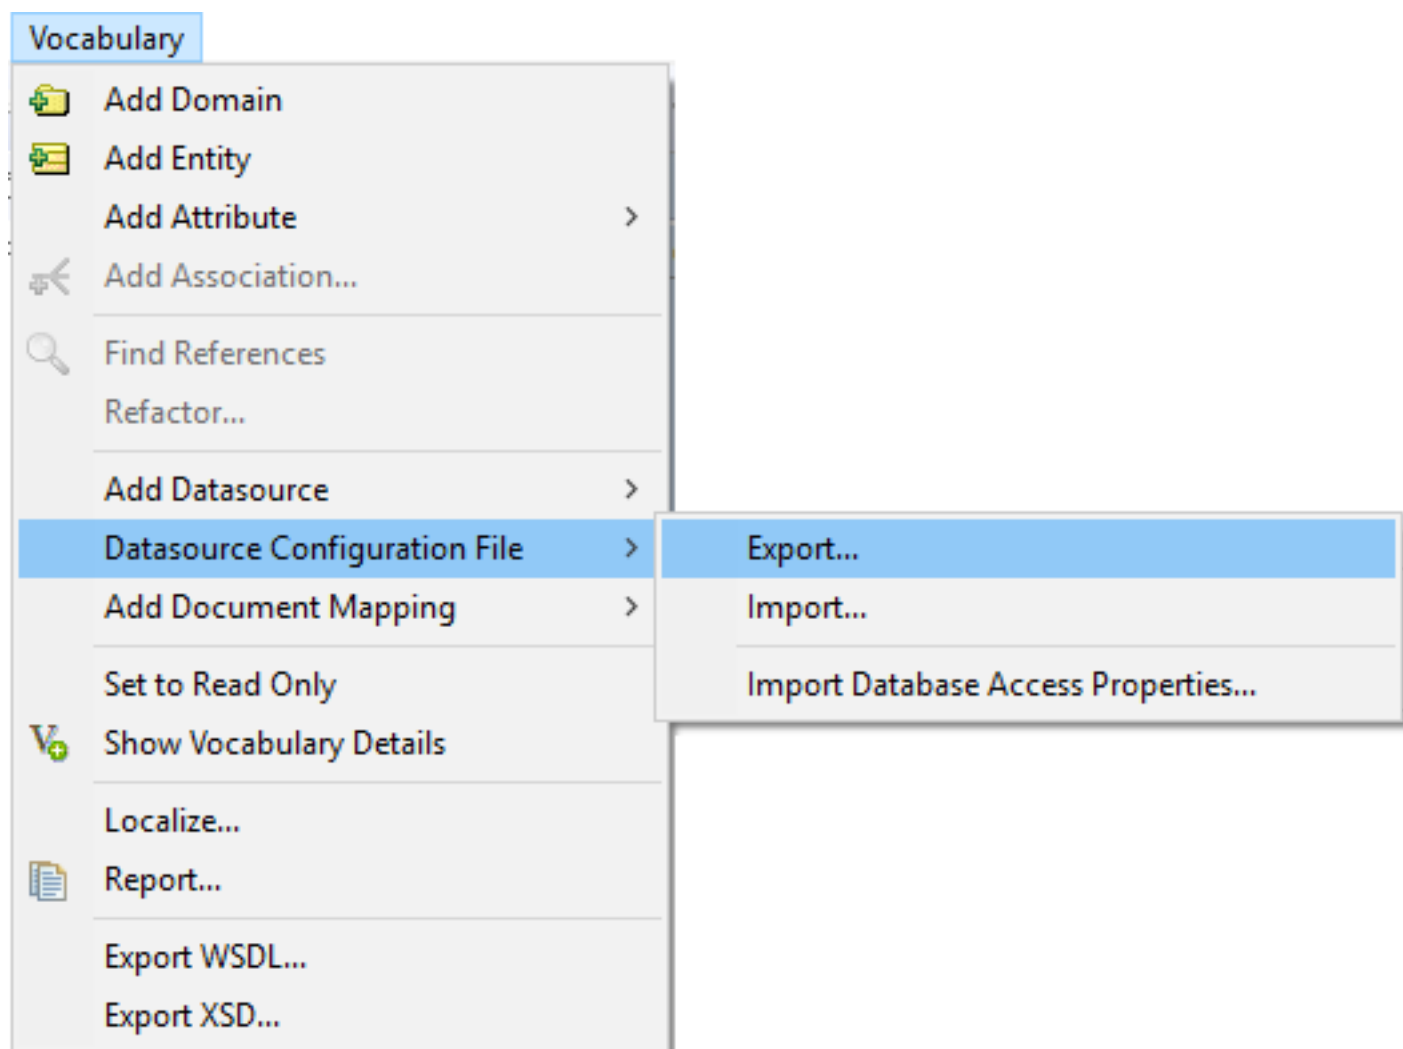 Vocabulary
Add Domain
Add Entity
Add Attribute
Add Association...
Find References
Refactor...
Add Datasource
Datasource Configuration File
Export...
Add Document Mapping
Import...
Set to Read Only
Import Database Access Properties...
Show Vocabulary Details
Localize...
Report...
Export WSDL...
Export XSD...